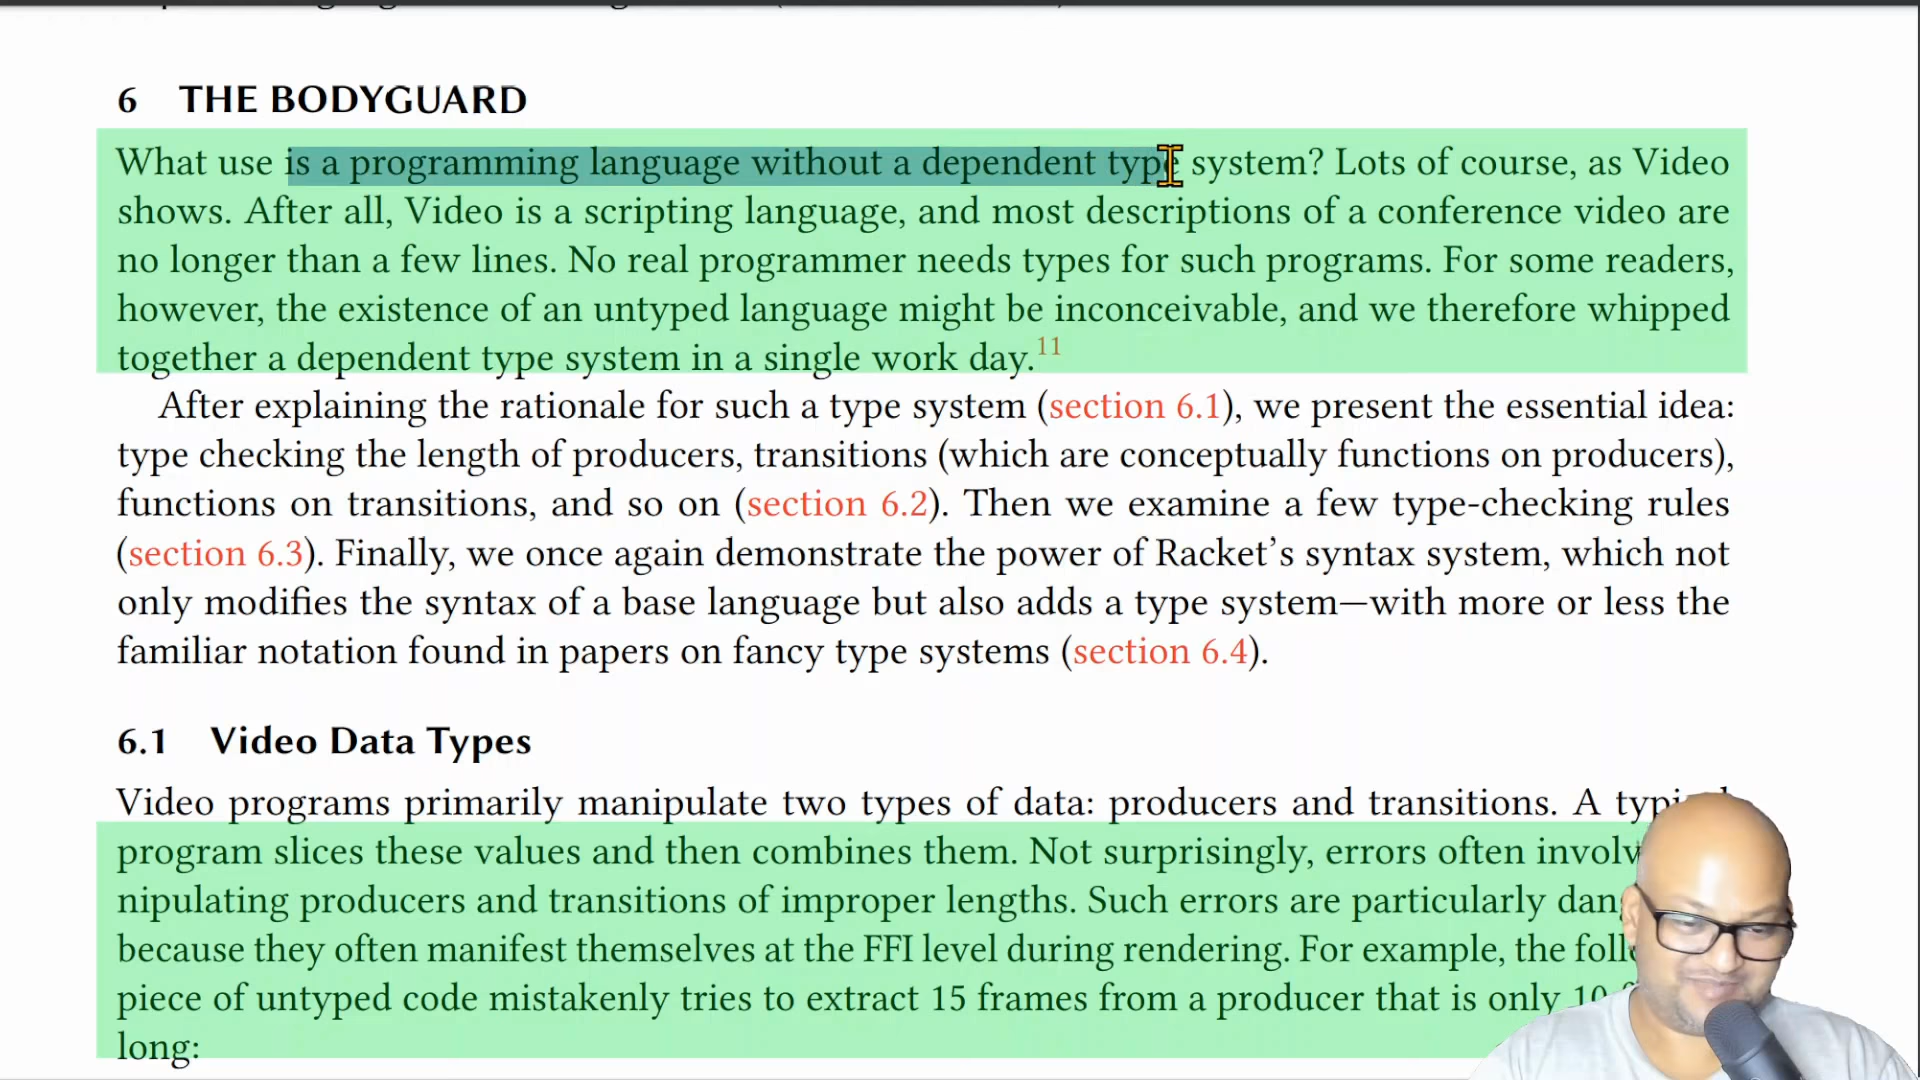 6 THE BODYGUARD
What use is a programming language without a dependent type system? Lots of course, as Video
shows. After all, Video is a scripting language, and most descriptions of a conference video are
no longer than a few lines. No real programmer needs types for such programs. For some readers,
however, the existence of an untyped language might be inconceivable, and we therefore whipped
together a dependent type system in a single work day.11
After explaining the rationale for such a type system (section 6.1), we present the essential idea:
type checking the length of producers, transitions (which are conceptually functions on producers),
functions on transitions, and so on (section 6.2). Then we examine a few type-checking rules
(section 6.3). Finally, we once again demonstrate the power of Racket's syntax system, which not
only modifies the syntax of a base language but also adds a type system—with more or less the
familiar notation found in papers on fancy type systems (section 6.4).
6.1 Video Data Types
Video programs primarily manipulate two types of data: producers and transitions. A
program slices these values and then combines them. Not surprisingly, errors often
nipulating producers and transitions of improper lengths. Such errors are particularly
because they often manifest themselves at the FFI level during rendering. For example, the
piece of untyped code mistakenly tries to extract 15 frames from a producer that is only 10
long: